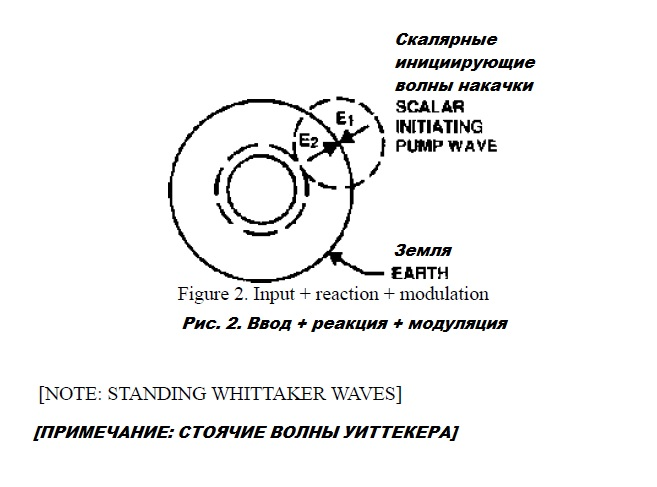 Скалярные
инициирующие
волны накачки
SCALAR
INITIATING
PUMP WAVE
E1
E2
Земля
EARTH
Figure 2. Input + reaction + modulation
Рис. 2. Ввод + реакция + модуляция
[NOTE: STANDING WHITTAKER WAVES]
[ПРИМЕЧАНИЕ: СТОЯЧИЕ ВОЛНЫ УИТТЕКЕРА]